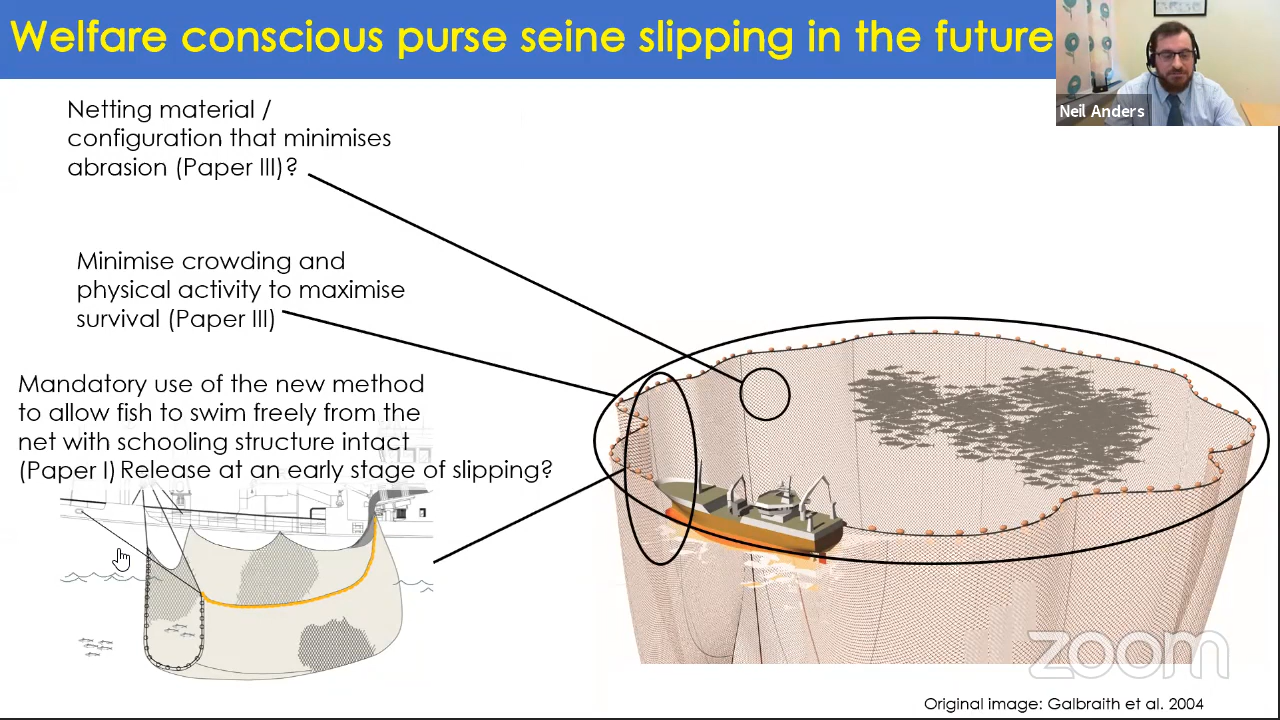 Welfare conscious purse seine slipping in the future
Neil Anders
Netting material /
configuration that minimises
abrasion (Paper III)?
Minimise crowding and
physical activity to maximise
survival (Paper III)
Mandatory use of the new method
to allow fish to swim freely from the
net with schooling structure intact
(Paper I) Release at an early stage of slipping?
zoom
Original image: Galbraith et al. 2004